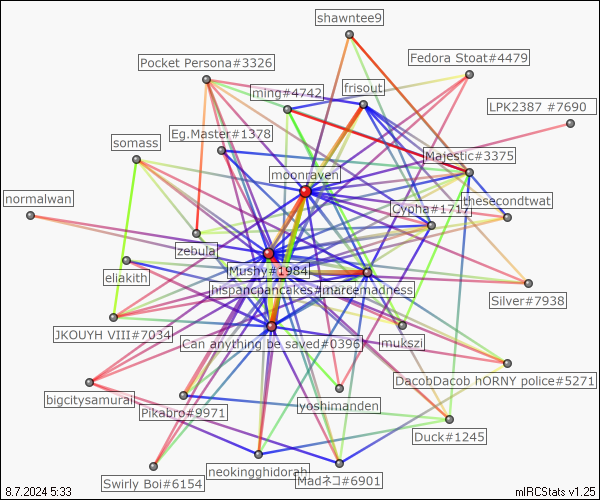 shawntee9
Fedora Stoat#4479
Pocket Persona#3326
ming#4742
frisout
LPK2387 #7690
Eg.Master#1378
somass
Majestic#3375
moonraven
normalwan
thesecondtwat
Cypha#1717
zebula
Mushy#1984
eliakith
hispancpancakes#marcemadness
Silver#7938
JKOUYH VIII#7034
Can anything be saved#0396
mukszi
DacobDacob hORNY police#5271
bigcitysamurai
yoshimanden
Pikabro#9971
Duck#1245
neokingghidorah
Swirly Boi#6154
Madネコ#6901
8.7.2024 5:33
mIRCStats v1.25